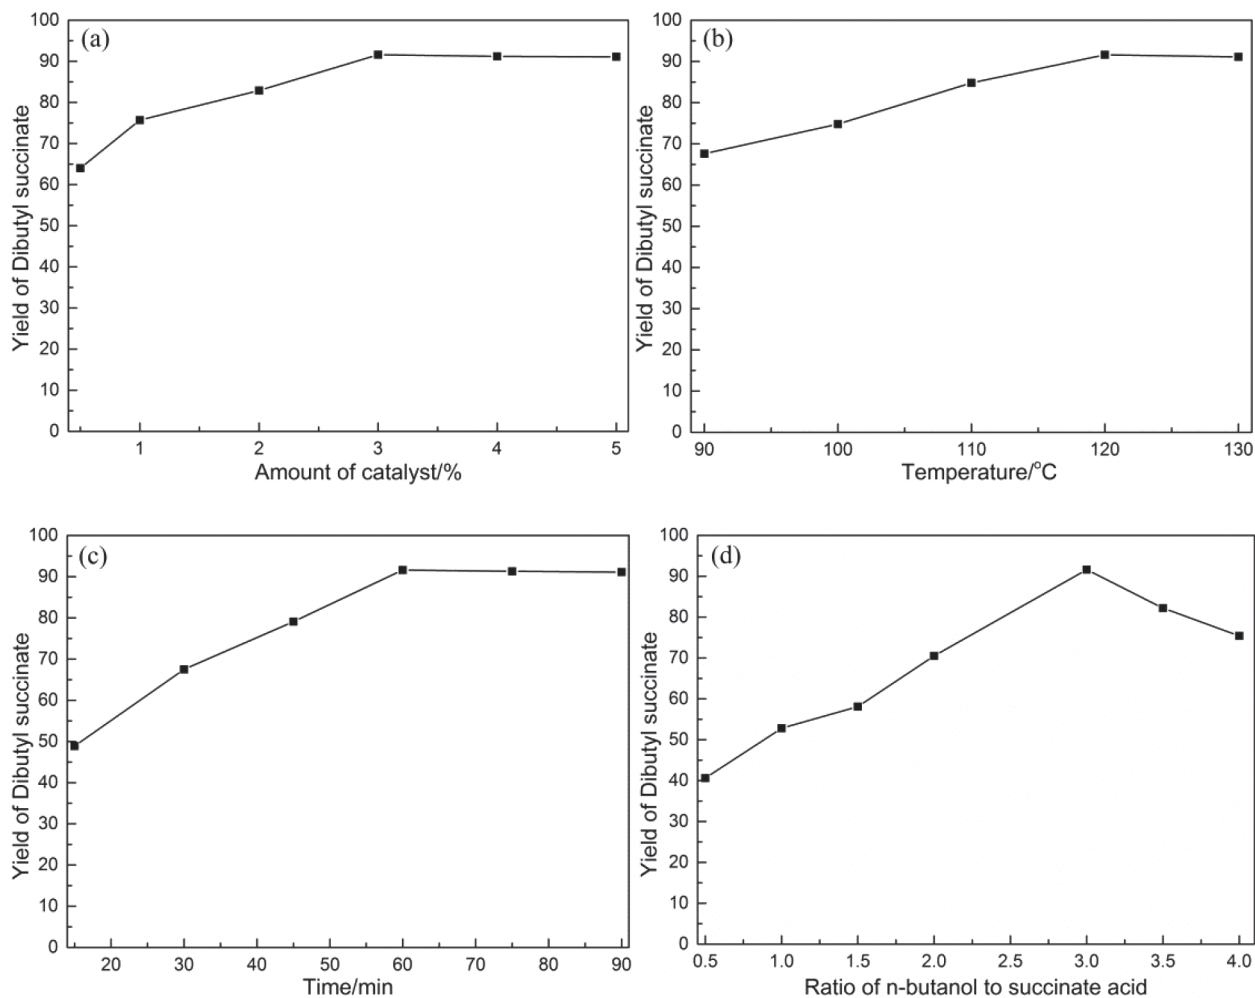 (a)
Yield of Dibutyl succinate
100
90
80
70
60
50
40
30
20
10
0
1 2 3 4 5
Amount of catalyst/%
(b)
Yield of Dibutyl succinate
100
90
80
70
60
50
40
30
20
10
0
90 100 110 120 130
Temperature/°C
(c)
Yield of Dibutyl succinate
100
90
80
70
60
50
40
30
20
10
0
20 30 40 50 60 70 80 90
Time/min
(d)
Yield of Dibutyl succinate
100
90
80
70
60
50
40
30
20
10
0
0.5 1.0 1.5 2.0 2.5 3.0 3.5 4.0
Ratio of n-butanol to succinate acid